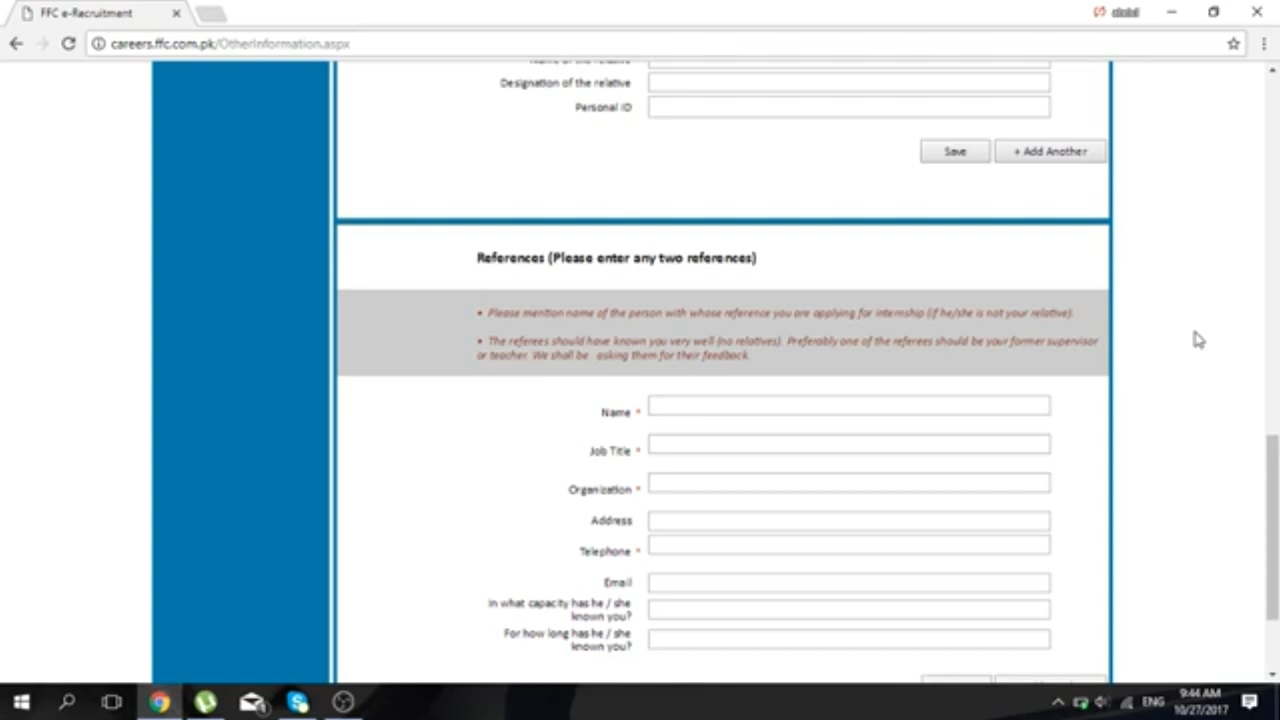 FFC e-Recruitment
careers.ffc.com.pk/OtherInformation.aspx
Name of the relative
Designation of the relative
Personal ID
Save
+ Add Another
References (Please enter any two references)
• Please mention name of the person with whose reference you are applying for internship (if he/she is not your relative).
• The referees should have known you very well (no relatives). Preferably one of the referees should be your former supervisor
or teacher. We shall be asking them for their feedback.
Name *
Job Title *
Organization *
Address
Telephone *
Email
In what capacity has he / she
known you?
For how long has he / she
known you?
ENG
9:44 AM
10/27/2017